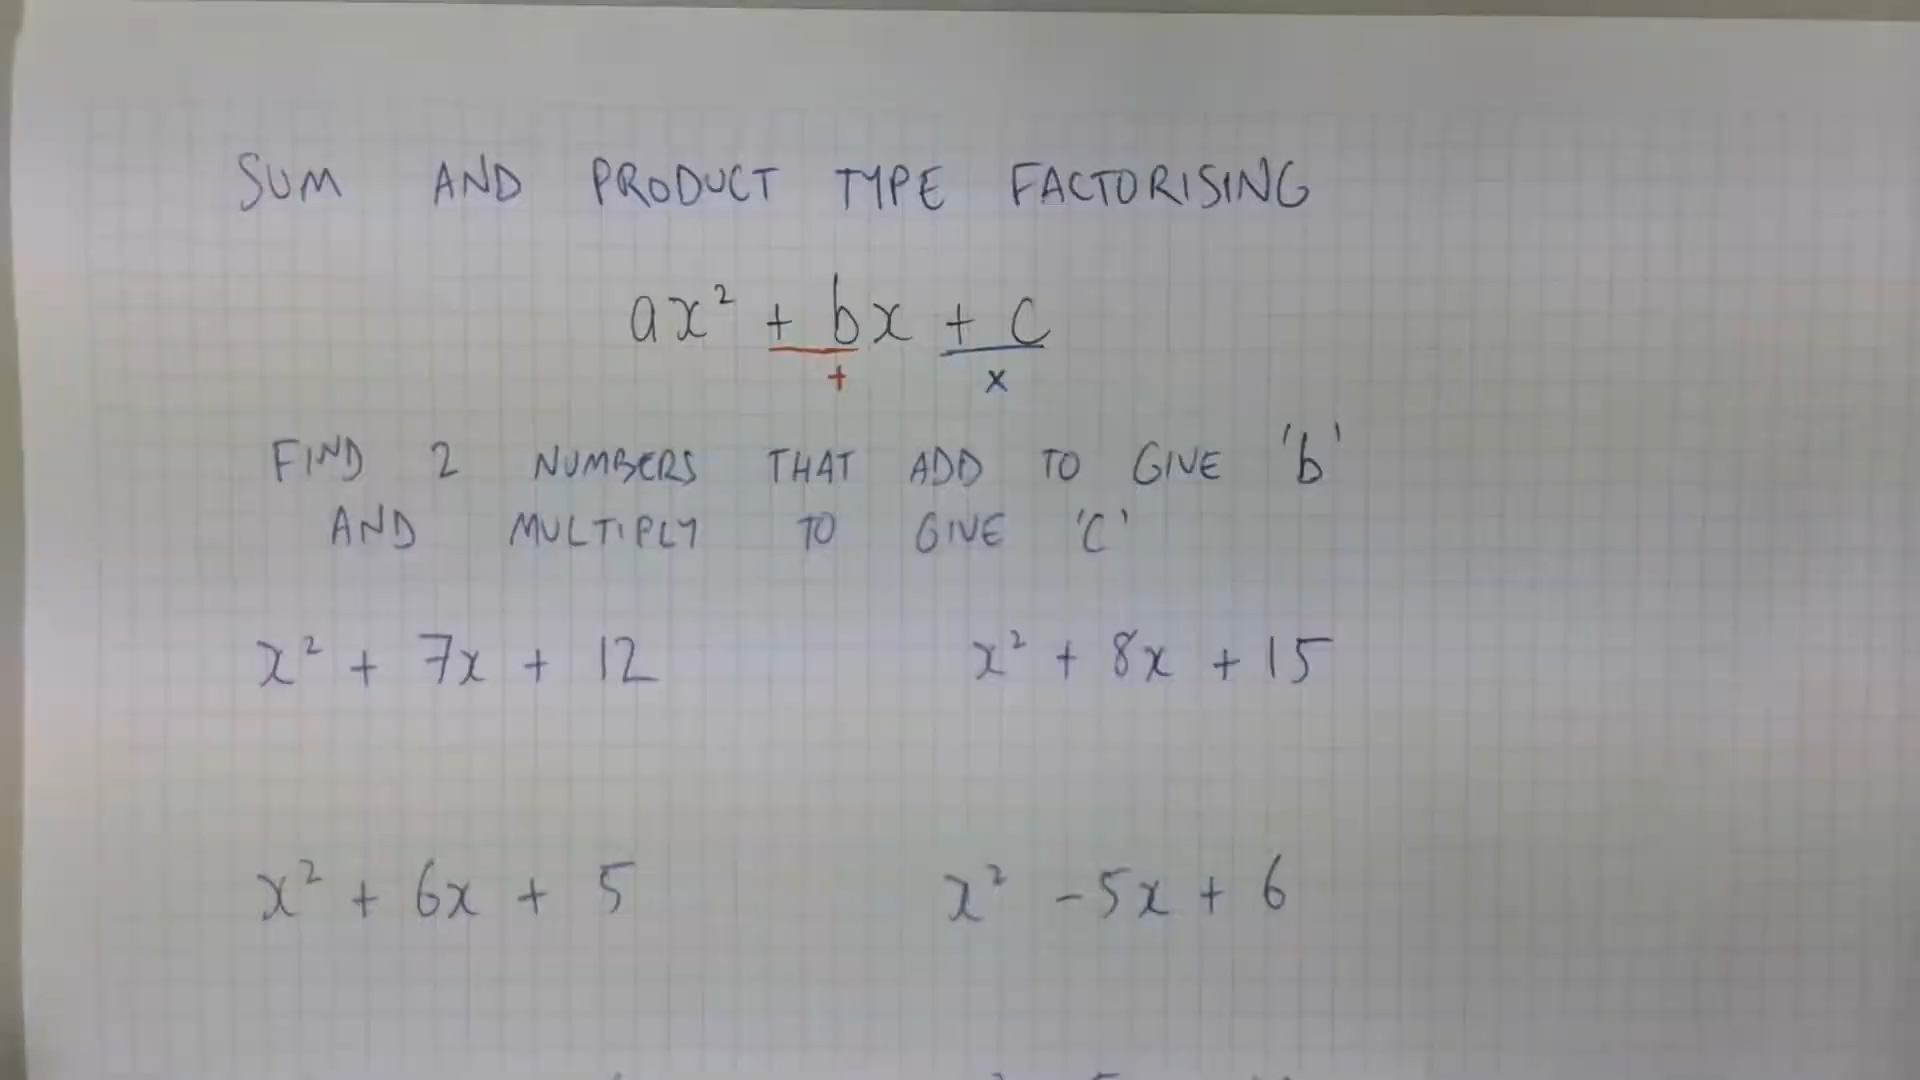 SUM AND PRODUCT TYPE FACTORISING
ax² + bx + c
+ x
FIND 2 NUMBERS THAT ADD TO GIVE 'b'
AND MULTIPLY TO GIVE 'C'
x² + 7x + 12 x² + 8x + 15
x² + 6x + 5 x² - 5x + 6